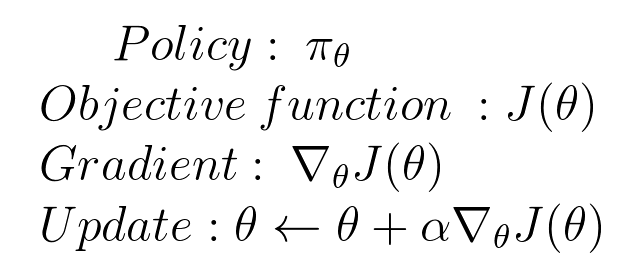 Policy : π_θ
Objective function : J(θ)
Gradient : ∇_θJ(θ)
Update : θ ← θ + α∇_θJ(θ)